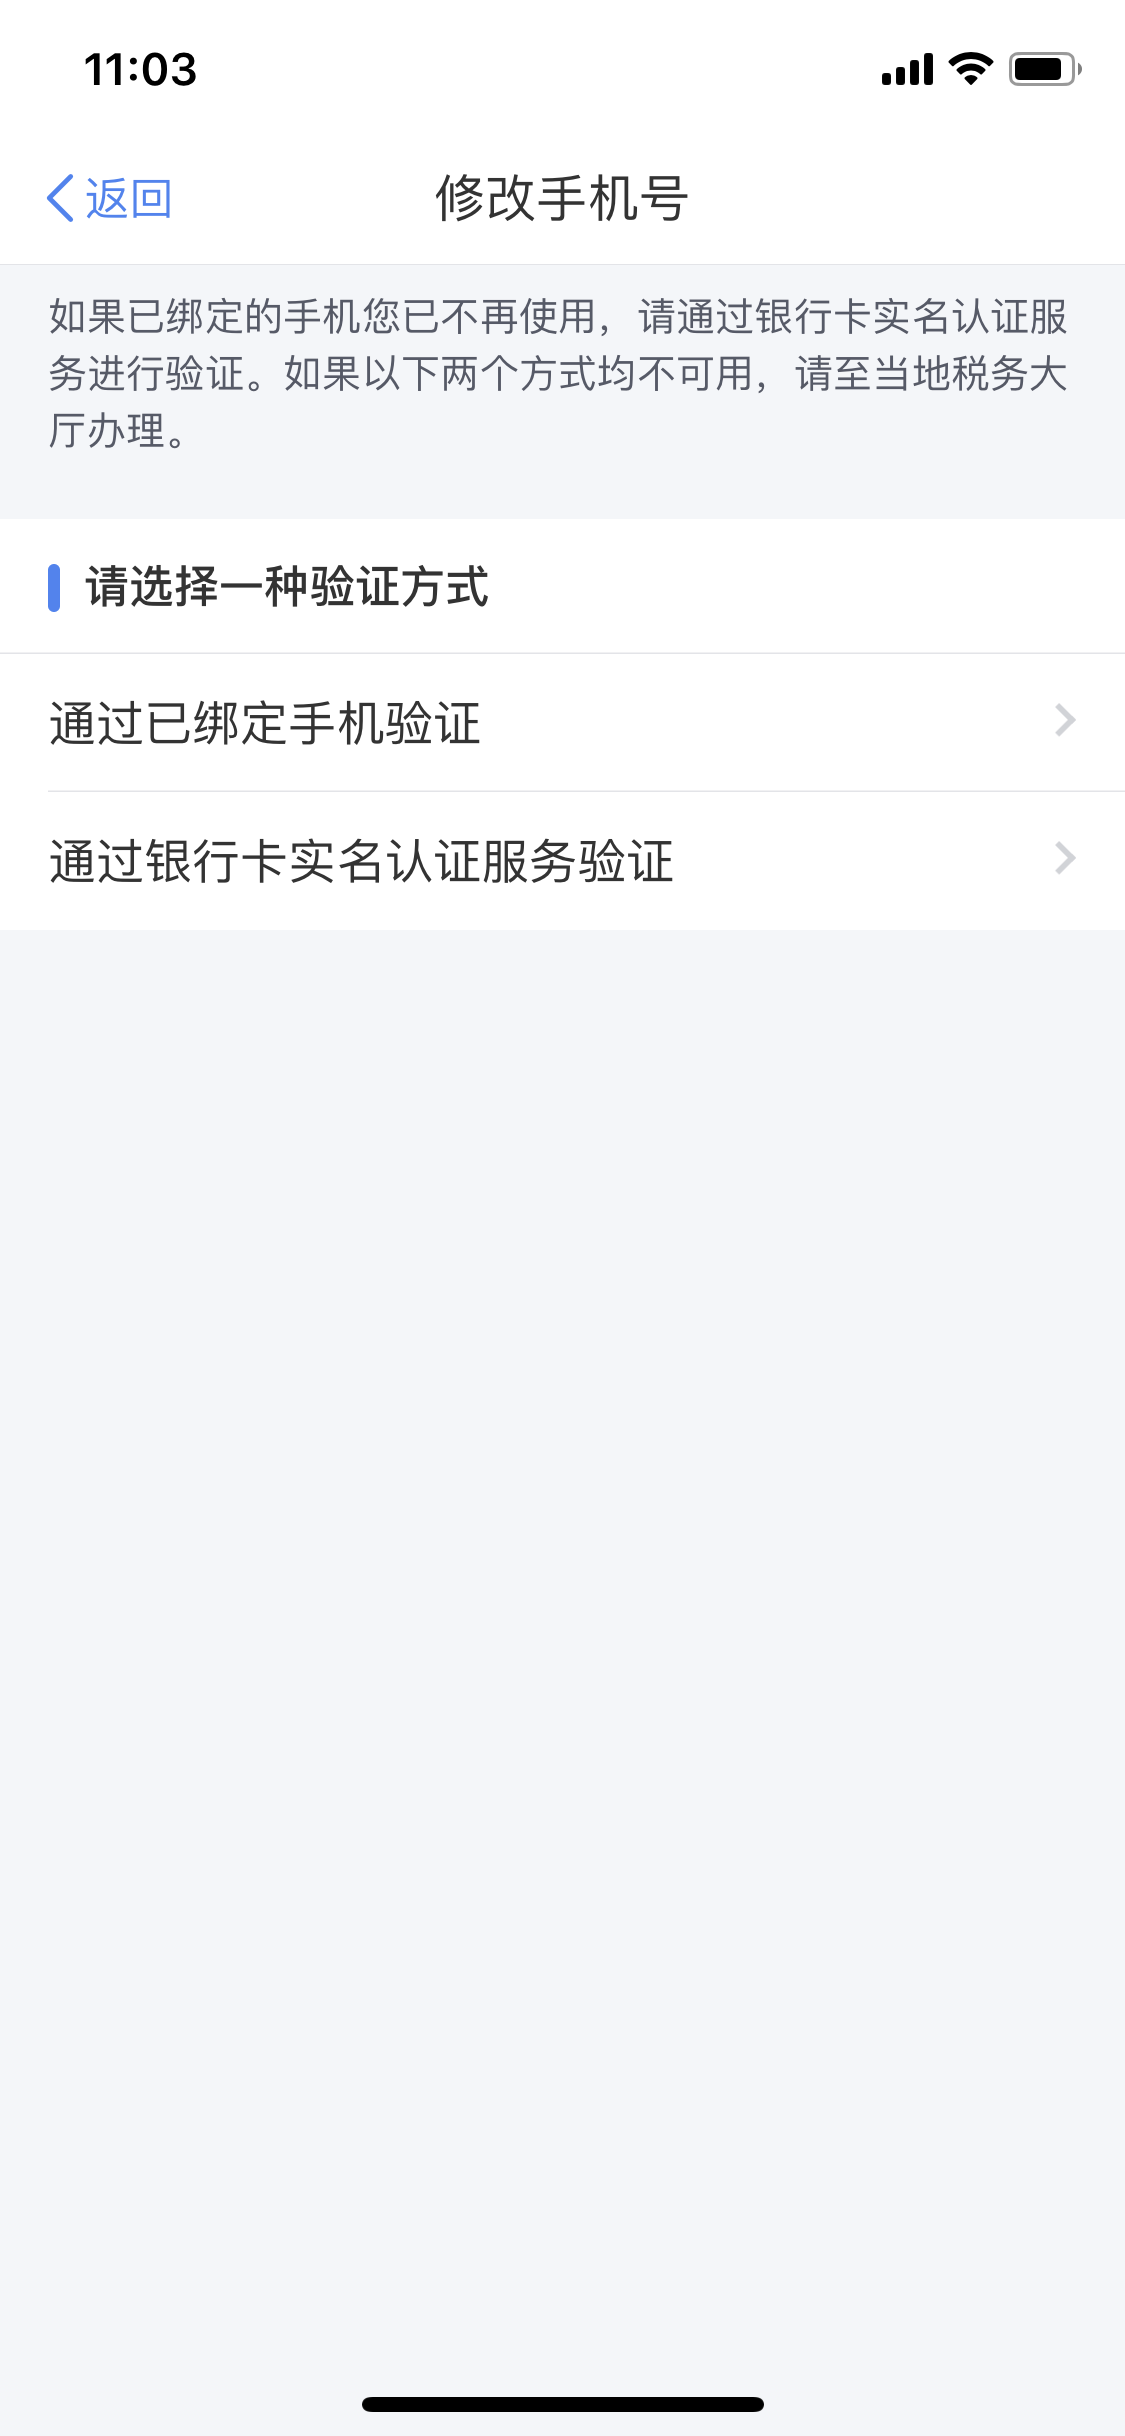 11:03
返回
修改手机号
如果已绑定的手机您已不再使用，请通过银行卡实名认证服
务进行验证。如果以下两个方式均不可用，请至当地税务大
厅办理。
请选择一种验证方式
通过已绑定手机验证
通过银行卡实名认证服务验证